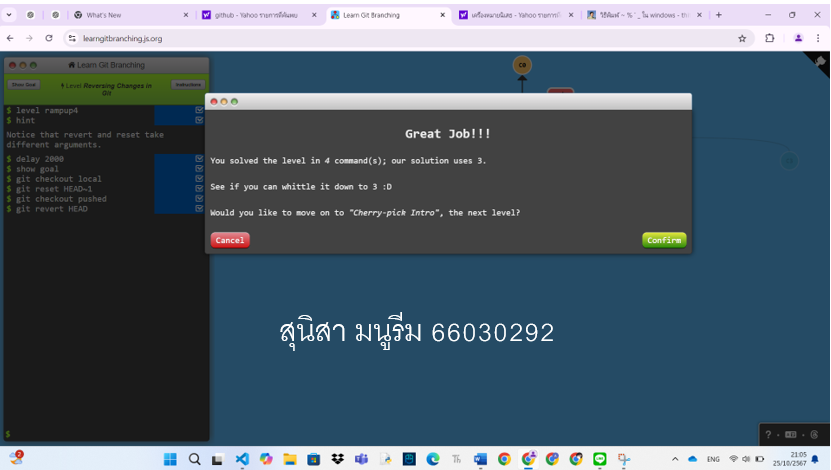 What's New
github - Yahoo รายการที่ค้นพบ
Learn Git Branching
เครื่องหมายนิเสธ - Yahoo รายการที่
วิธีพิมพ์ ~ % ` _ ใน windows - thi
learngitbranching.js.org
Learn Git Branching
Show Goal
Level Reversing Changes in Git
Instructions
$ level rampup4
$ hint
Notice that revert and reset take
different arguments.
$ delay 2000
$ show goal
$ git checkout local
$ git reset HEAD~1
$ git checkout pushed
$ git revert HEAD
$
C0
Great Job!!!
You solved the level in 4 command(s); our solution uses 3.
See if you can whittle it down to 3 :D
Would you like to move on to "Cherry-pick Intro", the next level?
Cancel
Confirm
สุนิสา มนูรีม 66030292
ENG
21:05
25/10/2567